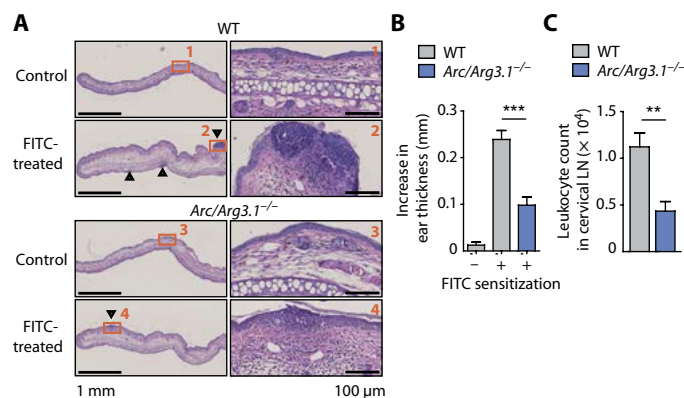 A
WT
Control
1
1
FITC-
treated
2
2
Arc/Arg3.1−/−
Control
3
3
FITC-
treated
4
4
1 mm
100 µm
B
WT
Arc/Arg3.1−/−
***
Increase in
ear thickness (mm)
0.3
0.2
0.1
0
− + +
FITC sensitization
C
WT
Arc/Arg3.1−/−
**
Leukocyte count
in cervical LN (× 10⁴)
1.5
1.0
0.5
0